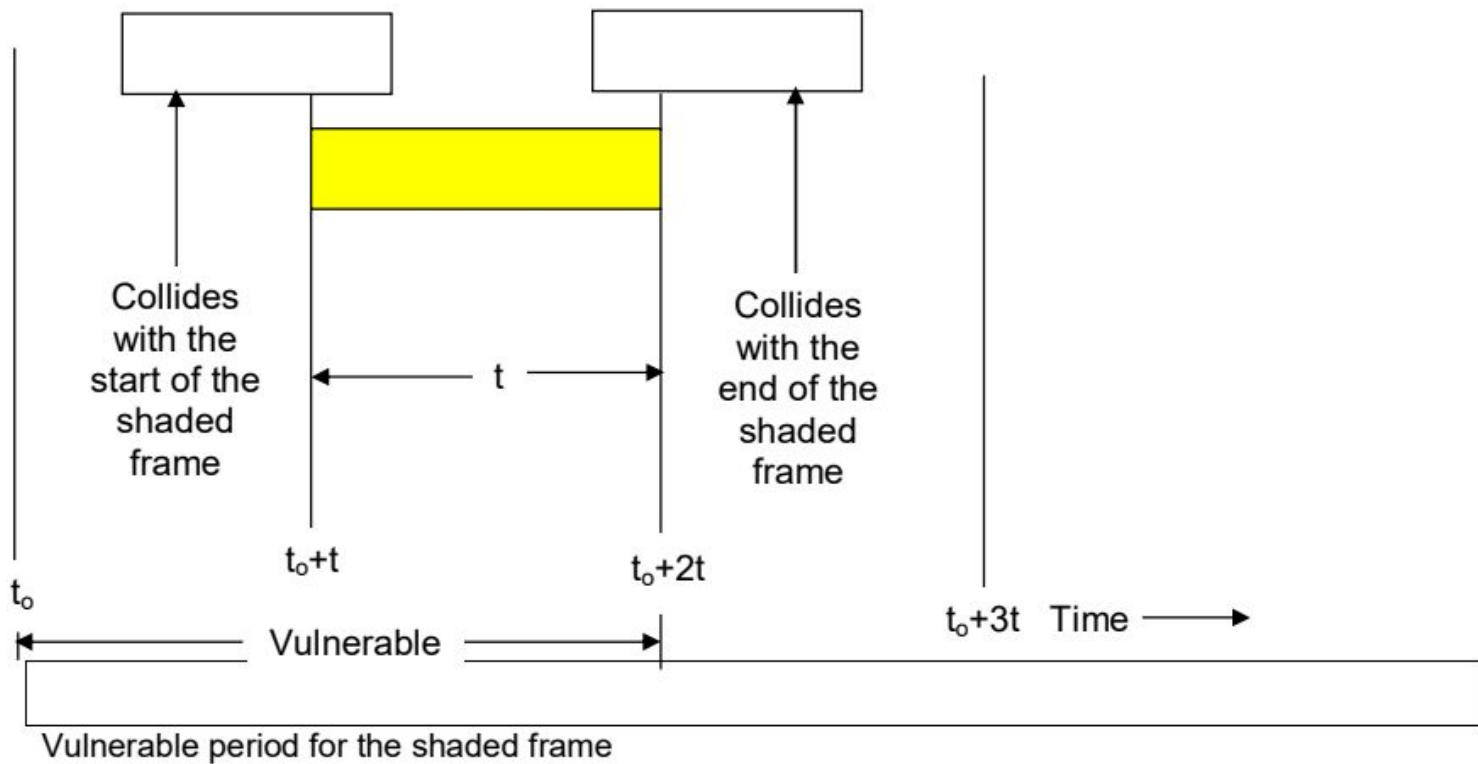 Collides
with the
start of the
shaded
frame
t
Collides
with the
end of the
shaded
frame
tₒ
tₒ+t
tₒ+2t
tₒ+3t Time
Vulnerable
Vulnerable period for the shaded frame